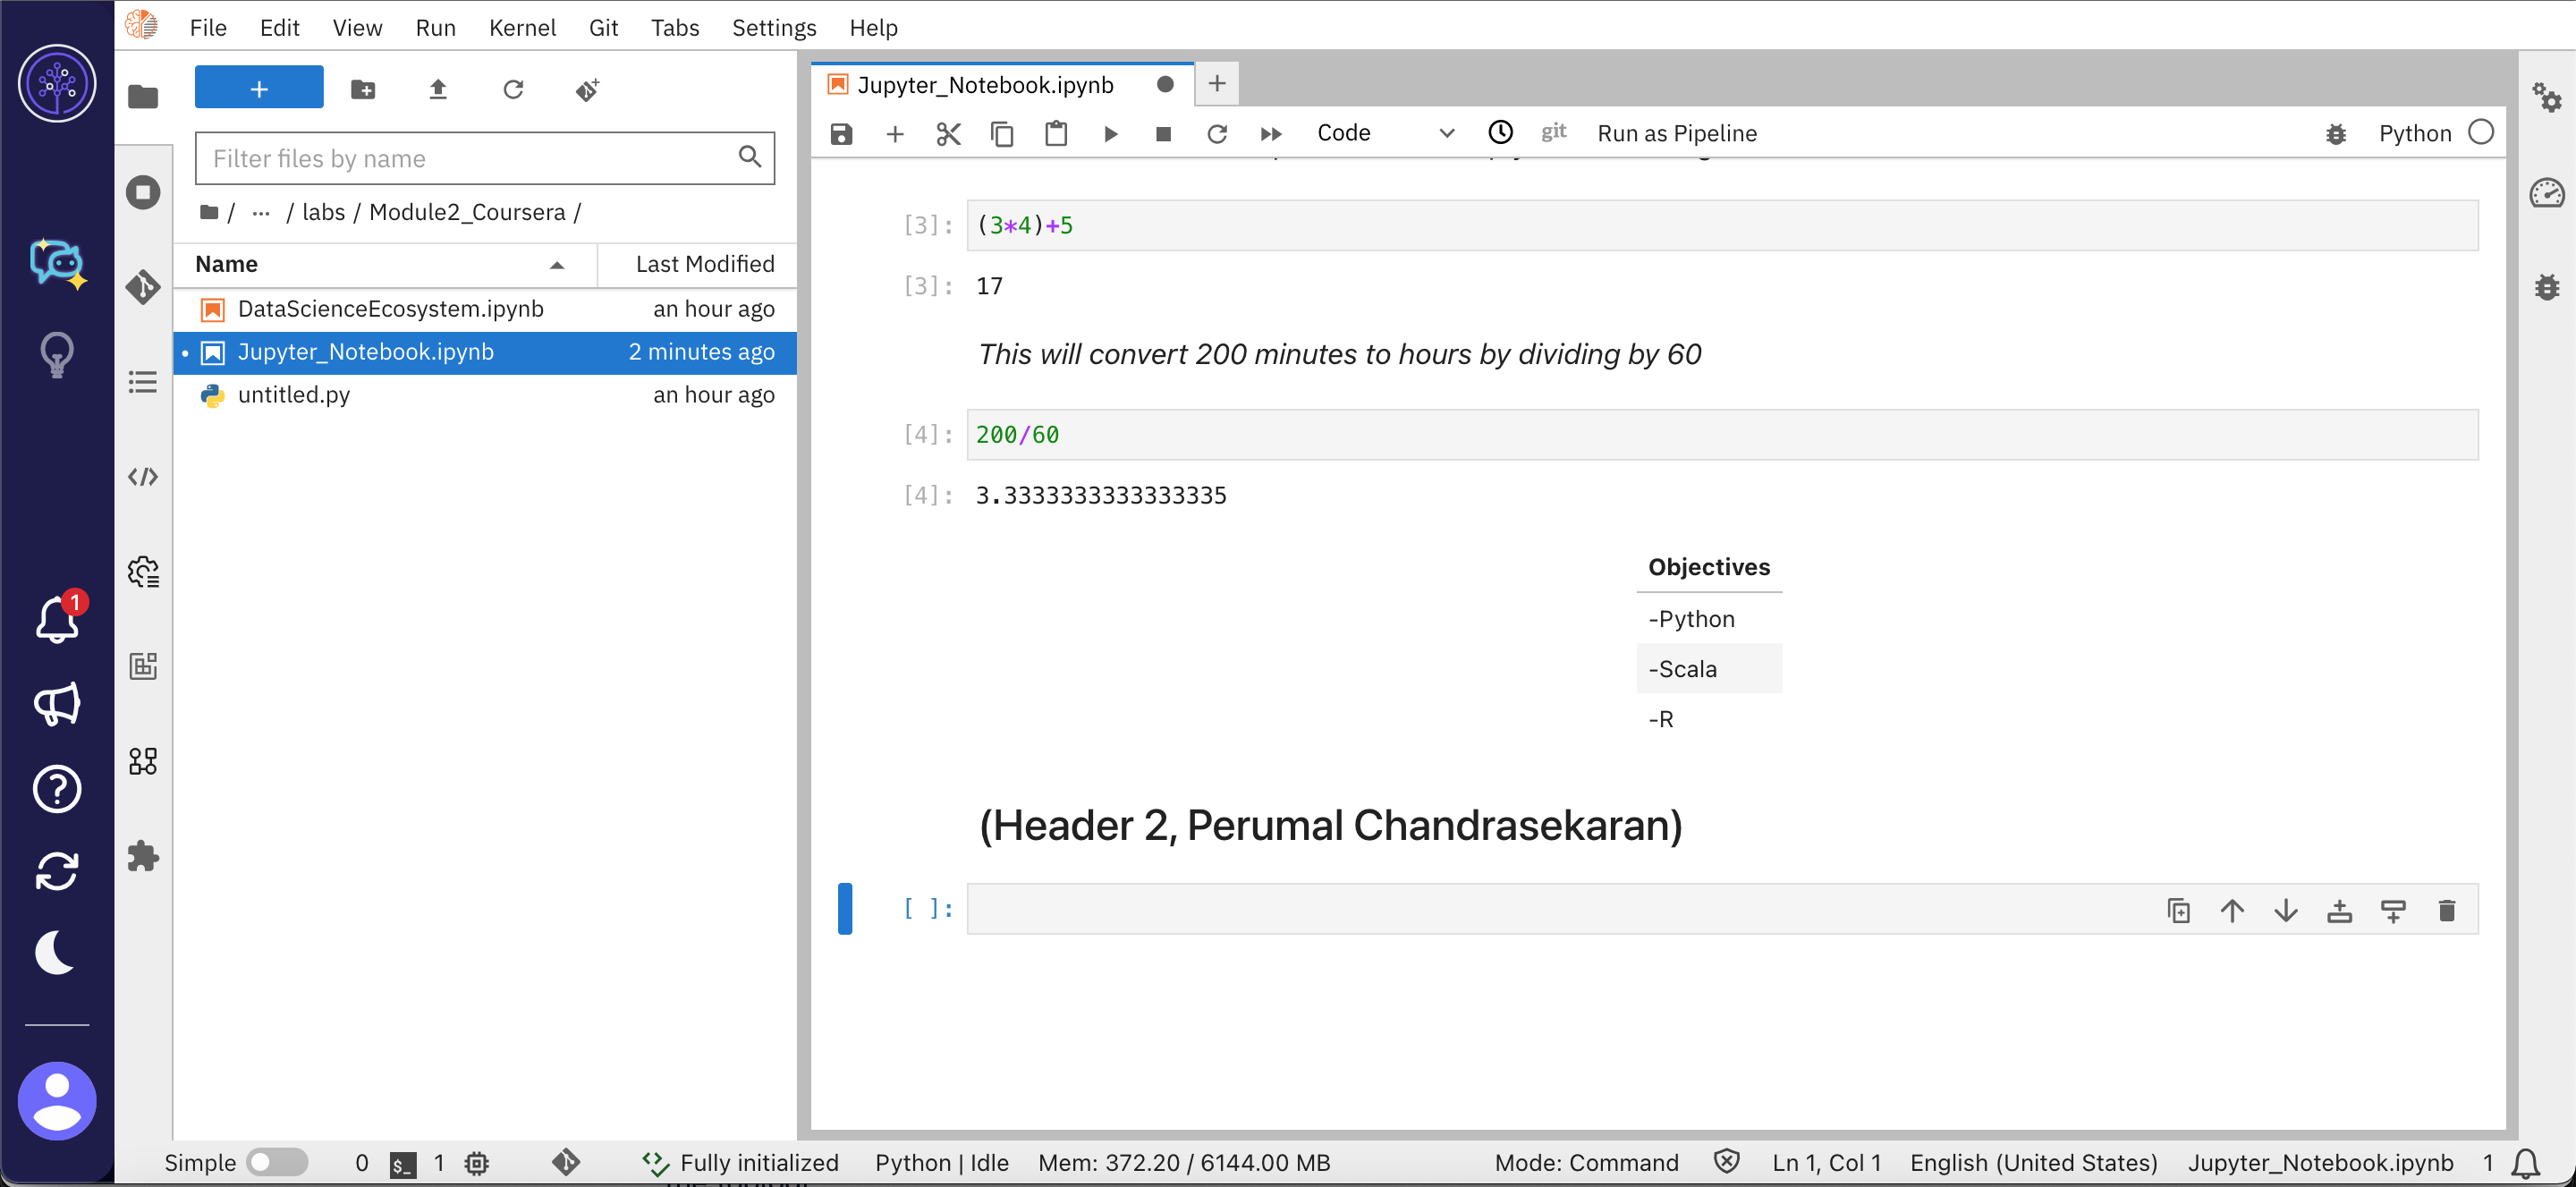 File Edit View Run Kernel Git Tabs Settings Help
+
Filter files by name
/ ... / labs / Module2_Coursera /
Name Last Modified
DataScienceEcosystem.ipynb an hour ago
Jupyter_Notebook.ipynb 2 minutes ago
untitled.py an hour ago
1
Jupyter_Notebook.ipynb
Code git Run as Pipeline Python
[3]: (3*4)+5
[3]: 17
This will convert 200 minutes to hours by dividing by 60
[4]: 200/60
[4]: 3.3333333333333335
Objectives
-Python
-Scala
-R
(Header 2, Perumal Chandrasekaran)
[ ]:
Simple 0 $_ 1 Fully initialized Python | Idle Mem: 372.20 / 6144.00 MB Mode: Command Ln 1, Col 1 English (United States) Jupyter_Notebook.ipynb 1